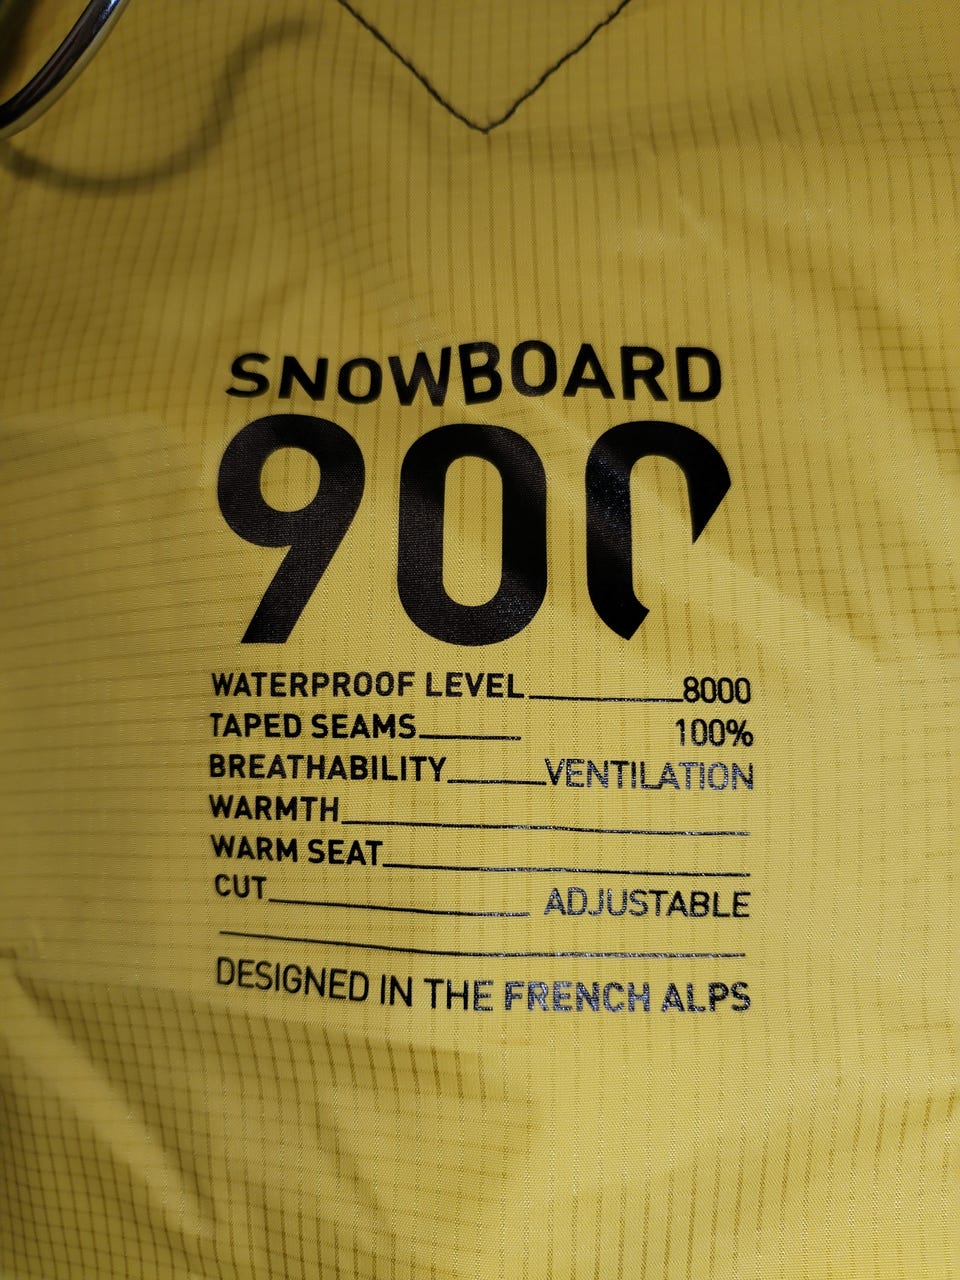 SNOWBOARD
900
WATERPROOF LEVEL 8000
TAPED SEAMS 100%
BREATHABILITY VENTILATION
WARMTH
WARM SEAT
CUT ADJUSTABLE
DESIGNED IN THE FRENCH ALPS